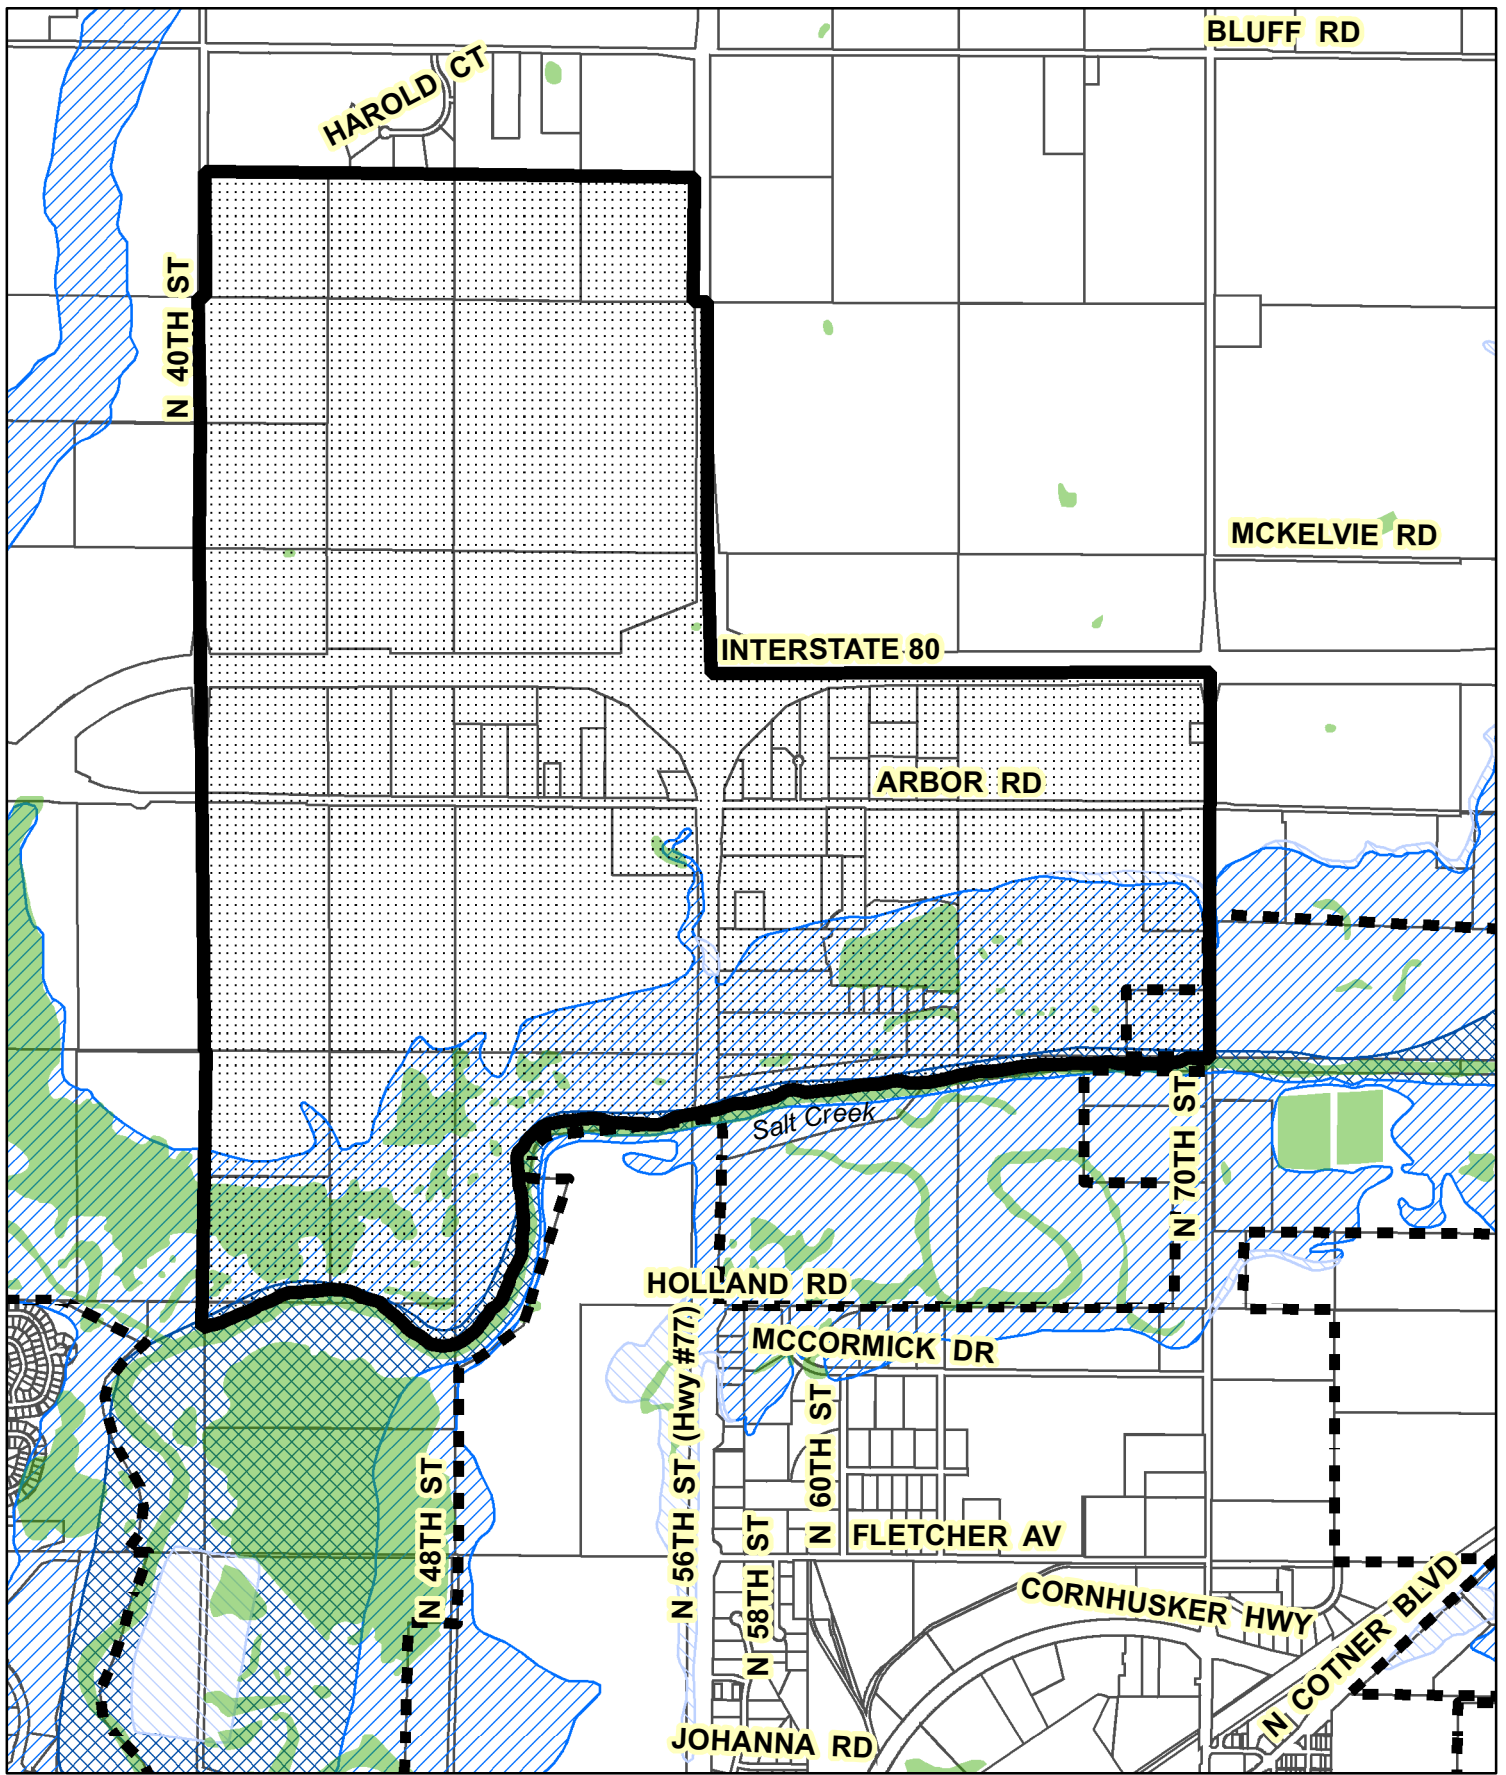 BLUFF RD
HAROLD CT
N 40TH ST
MCKELVIE RD
INTERSTATE 80
ARBOR RD
Salt Creek
N 70TH ST
HOLLAND RD
MCCORMICK DR
N 56TH ST (Hwy #77)
N 60TH ST
N 48TH ST
FLETCHER AV
N 58TH ST
CORNHUSKER HWY
N COTNER BLVD
JOHANNA RD